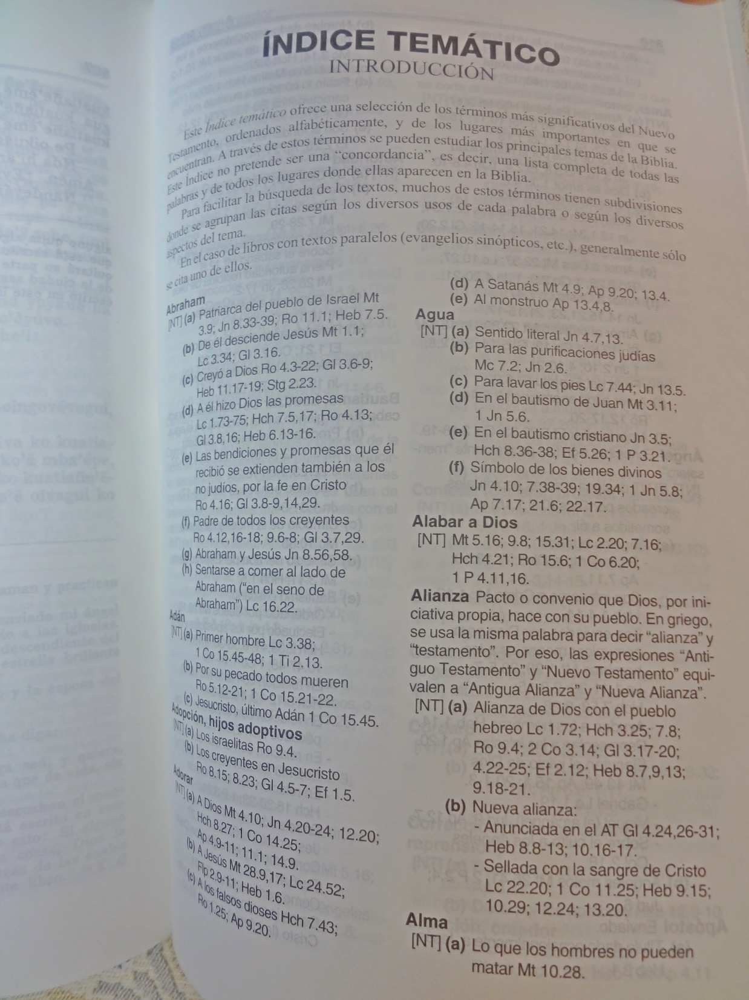 ÍNDICE TEMÁTICO
INTRODUCCIÓN
Este Índice temático ofrece una selección de los términos más significativos del Nuevo
Testamento, ordenados alfabéticamente, y de los lugares más importantes en que se
encuentran. A través de estos términos se pueden estudiar los principales temas de la Biblia.
Este Índice no pretende ser una “concordancia”, es decir, una lista completa de todas las
palabras y de todos los lugares donde ellas aparecen en la Biblia.
Para facilitar la búsqueda de los textos, muchos de estos términos tienen subdivisiones
donde se agrupan las citas según los diversos usos de cada palabra o según los diversos
aspectos del tema.
En el caso de libros con textos paralelos (evangelios sinópticos, etc.), generalmente sólo
se cita uno de ellos.
Abraham
[NT] (a) Patriarca del pueblo de Israel Mt
3.9; Jn 8.33-39; Ro 11.1; Heb 7.5.
(b) De él desciende Jesús Mt 1.1;
Lc 3.34; Gl 3.16.
(c) Creyó a Dios Ro 4.3-22; Gl 3.6-9;
Heb 11.17-19; Stg 2.23.
(d) A él hizo Dios las promesas
Lc 1.73-75; Hch 7.5,17; Ro 4.13;
Gl 3.8,16; Heb 6.13-16.
(e) Las bendiciones y promesas que él
recibió se extienden también a los
no judíos, por la fe en Cristo
Ro 4.16; Gl 3.8-9,14,29.
(f) Padre de todos los creyentes
Ro 4.12,16-18; 9.6-8; Gl 3.7,29.
(g) Abraham y Jesús Jn 8.56,58.
(h) Sentarse a comer al lado de
Abraham (“en el seno de
Abraham”) Lc 16.22.
Adán
[NT] (a) Primer hombre Lc 3.38;
1 Co 15.45-48; 1 Ti 2.13.
(b) Por su pecado todos mueren
Ro 5.12-21; 1 Co 15.21-22.
(c) Jesucristo, último Adán 1 Co 15.45.
Adopción, hijos adoptivos
[NT] (a) Los israelitas Ro 9.4.
(b) Los creyentes en Jesucristo
Ro 8.15; 8.23; Gl 4.5-7; Ef 1.5.
Adorar
[NT] (a) A Dios Mt 4.10; Jn 4.20-24; 12.20;
Hch 8.27; 1 Co 14.25;
Ap 4.9-11; 11.1; 14.9.
(b) A Jesús Mt 28.9,17; Lc 24.52;
Flp 2.9-11; Heb 1.6.
(c) A los falsos dioses Hch 7.43;
Ro 1.25; Ap 9.20.
(d) A Satanás Mt 4.9; Ap 9.20; 13.4.
(e) Al monstruo Ap 13.4,8.
Agua
[NT] (a) Sentido literal Jn 4.7,13.
(b) Para las purificaciones judías
Mc 7.2; Jn 2.6.
(c) Para lavar los pies Lc 7.44; Jn 13.5.
(d) En el bautismo de Juan Mt 3.11;
1 Jn 5.6.
(e) En el bautismo cristiano Jn 3.5;
Hch 8.36-38; Ef 5.26; 1 P 3.21.
(f) Símbolo de los bienes divinos
Jn 4.10; 7.38-39; 19.34; 1 Jn 5.8;
Ap 7.17; 21.6; 22.17.
Alabar a Dios
[NT] Mt 5.16; 9.8; 15.31; Lc 2.20; 7.16;
Hch 4.21; Ro 15.6; 1 Co 6.20;
1 P 4.11,16.
Alianza Pacto o convenio que Dios, por ini-
ciativa propia, hace con su pueblo. En griego,
se usa la misma palabra para decir “alianza” y
“testamento”. Por eso, las expresiones “Anti-
guo Testamento” y “Nuevo Testamento” equi-
valen a “Antigua Alianza” y “Nueva Alianza”.
[NT] (a) Alianza de Dios con el pueblo
hebreo Lc 1.72; Hch 3.25; 7.8;
Ro 9.4; 2 Co 3.14; Gl 3.17-20;
4.22-25; Ef 2.12; Heb 8.7,9,13;
9.18-21.
(b) Nueva alianza:
- Anunciada en el AT Gl 4.24,26-31;
Heb 8.8-13; 10.16-17.
- Sellada con la sangre de Cristo
Lc 22.20; 1 Co 11.25; Heb 9.15;
10.29; 12.24; 13.20.
Alma
[NT] (a) Lo que los hombres no pueden
matar Mt 10.28.